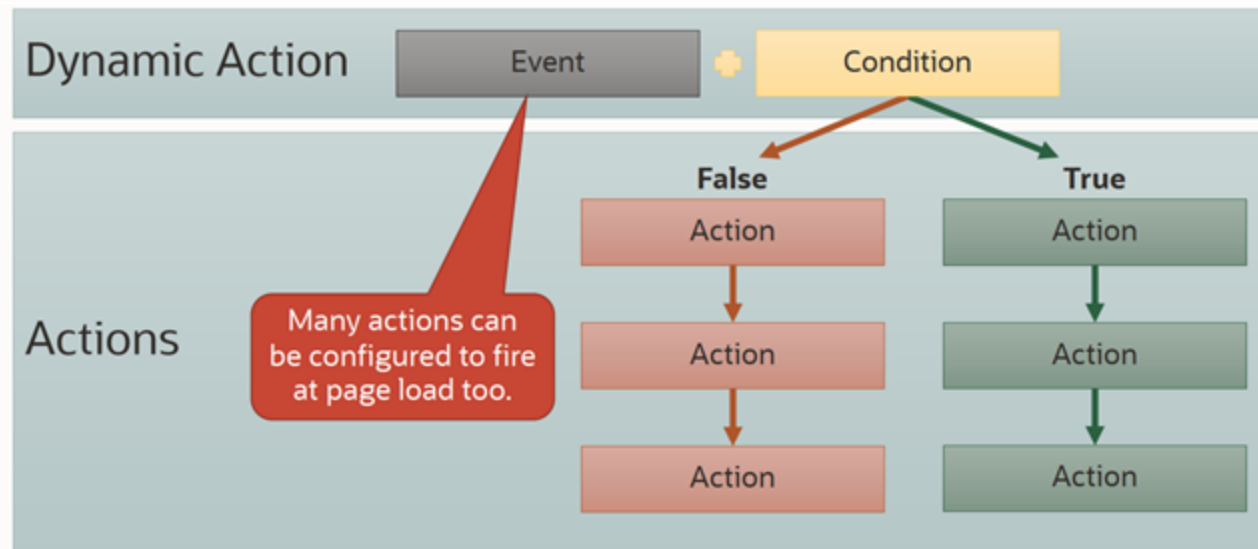 Dynamic Action
Event
Condition
False
True
Action
Action
Actions
Many actions can
be configured to fire
at page load too.
Action
Action
Action
Action